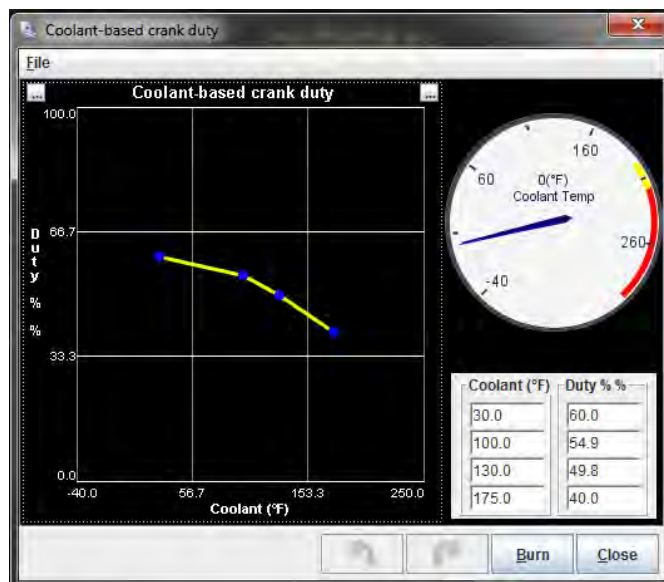 Coolant-based crank duty
File
... Coolant-based crank duty ...
100.0
66.7
33.3
0.0
Duty % %
-40.0 56.7 153.3 250.0
Coolant (°F)
160
60
0(°F)
Coolant Temp
260
-40
Coolant (°F) Duty % %
30.0 60.0
100.0 54.9
130.0 49.8
175.0 40.0
Burn Close